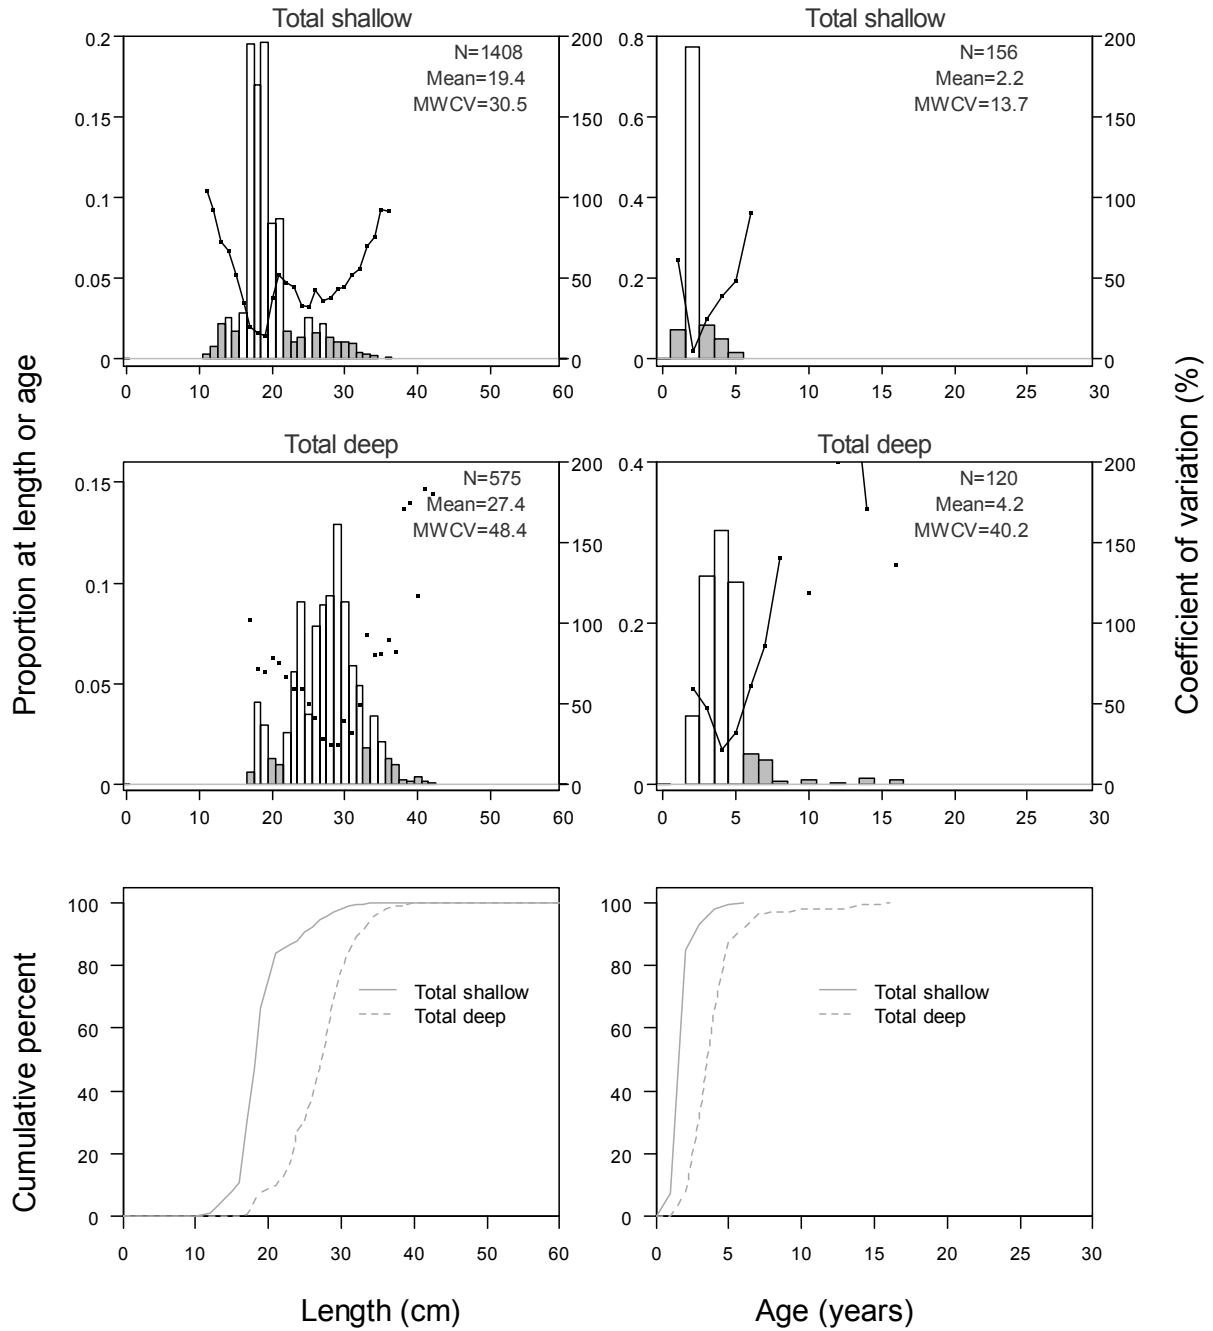 Total shallow
Total shallow
0.2
0.15
0.1
0.05
0
N=1408
Mean=19.4
MWCV=30.5
200
150
100
50
0
0 10 20 30 40 50 60
0.8
0.6
0.4
0.2
0
N=156
Mean=2.2
MWCV=13.7
200
150
100
50
0
0 5 10 15 20 25 30
Proportion at length or age
Coefficient of variation (%)
Total deep
Total deep
0.15
0.1
0.05
0
N=575
Mean=27.4
MWCV=48.4
200
150
100
50
0
0 10 20 30 40 50 60
0.4
0.2
0
N=120
Mean=4.2
MWCV=40.2
200
150
100
50
0
0 5 10 15 20 25 30
Cumulative percent
100
80
60
40
20
0
Total shallow
Total deep
0 10 20 30 40 50 60
Length (cm)
100
80
60
40
20
0
Total shallow
Total deep
0 5 10 15 20 25 30
Age (years)